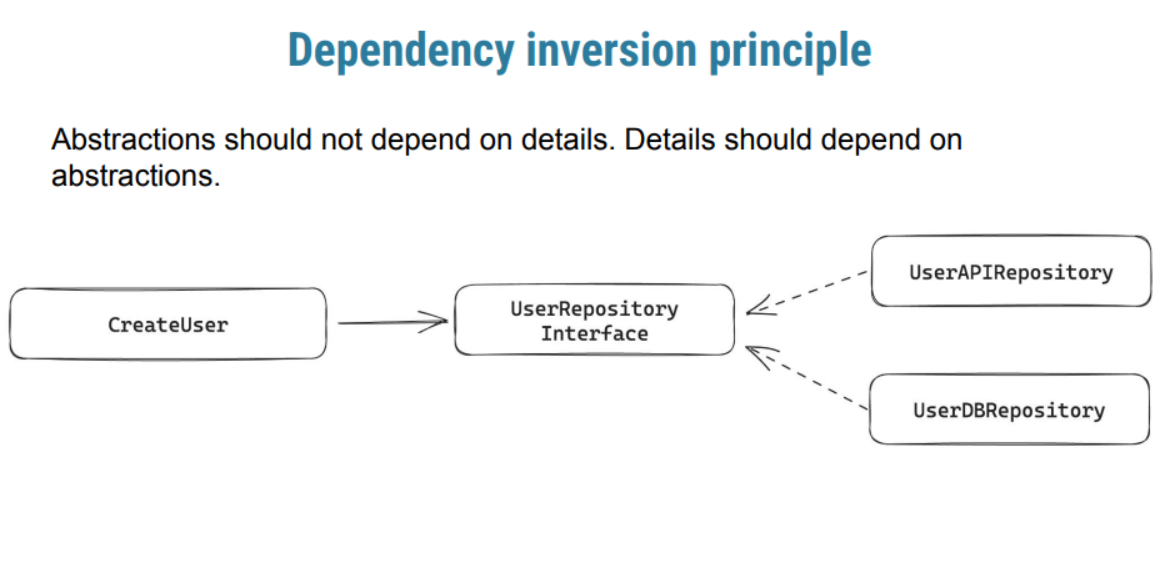 Dependency inversion principle
Abstractions should not depend on details. Details should depend on
abstractions.
CreateUser
UserRepository
Interface
UserAPIRepository
UserDBRepository